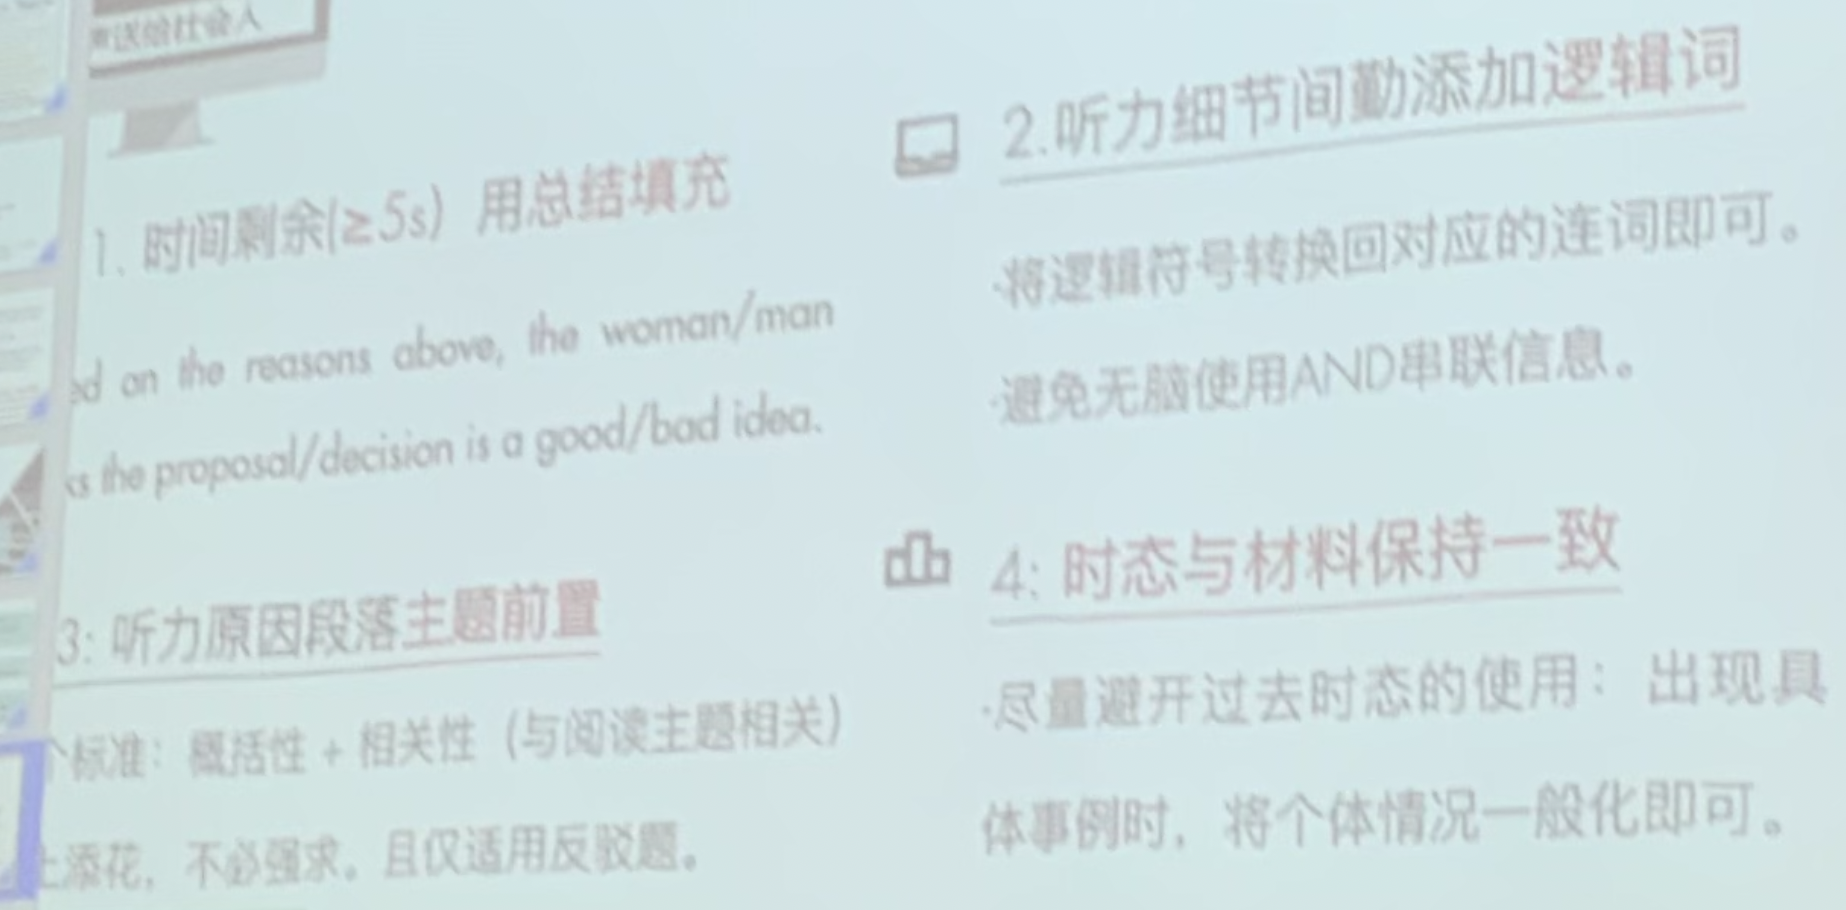 送给社会人
1. 时间剩余(≥5s) 用总结填充
ed on the reasons above, the woman/man
ks the proposal/decision is a good/bad idea.
2.听力细节间勤添加逻辑词
·将逻辑符号转换回对应的连词即可。
·避免无脑使用AND串联信息。
3: 听力原因段落主题前置
个标准：概括性 + 相关性（与阅读主题相关）
上添花，不必强求。且仅适用反驳题。
4: 时态与材料保持一致
·尽量避开过去时态的使用：出现具
体事例时，将个体情况一般化即可。